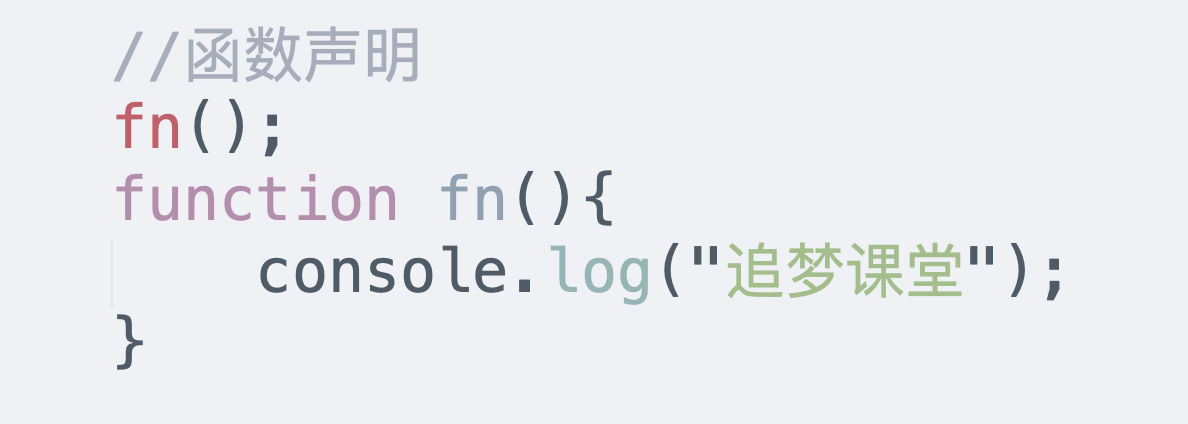 //函数声明
fn();
function fn(){
    console.log("追梦课堂");
}